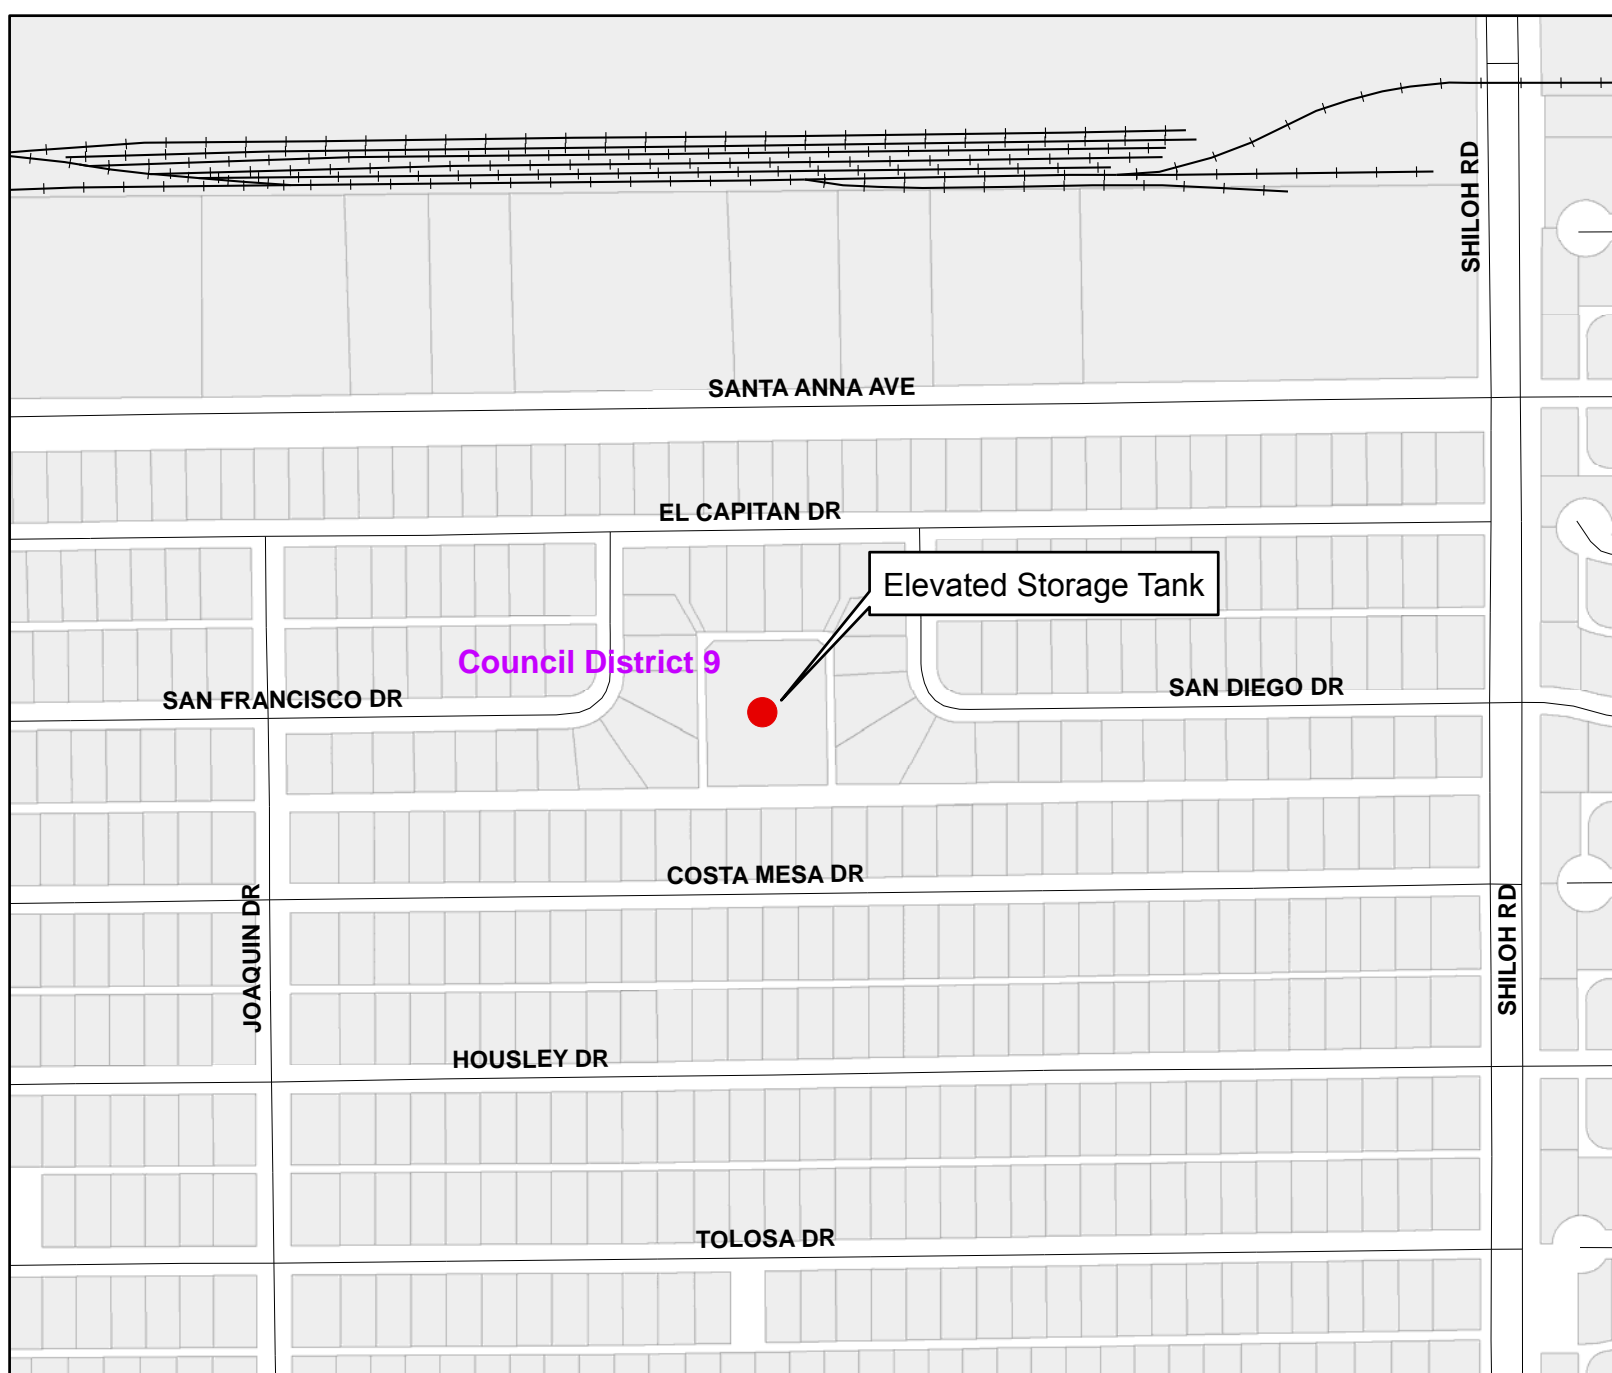 SHILOH RD
SANTA ANNA AVE
EL CAPITAN DR
Elevated Storage Tank
Council District 9
SAN FRANCISCO DR
SAN DIEGO DR
COSTA MESA DR
JOAQUIN DR
SHILOH RD
HOUSLEY DR
TOLOSA DR